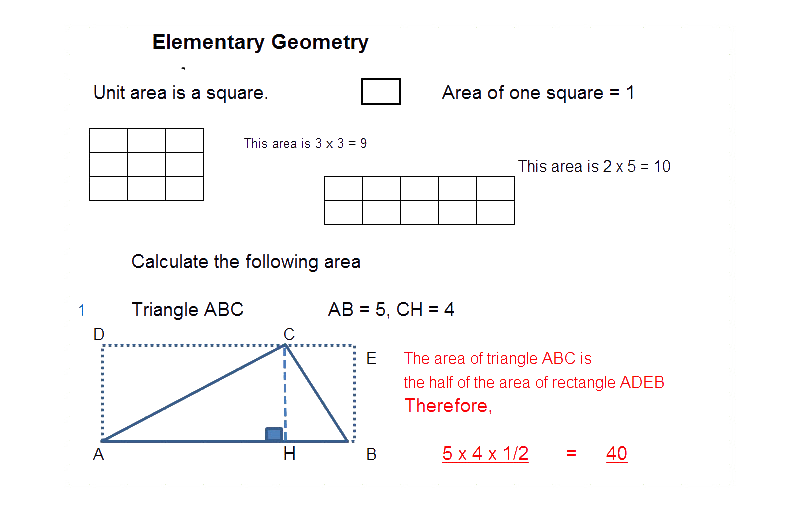 Elementary Geometry
Unit area is a square.
Area of one square = 1
This area is 3 x 3 = 9
This area is 2 x 5 = 10
Calculate the following area
1 Triangle ABC AB = 5, CH = 4
D C
E
The area of triangle ABC is
the half of the area of rectangle ADEB
Therefore,
A H B
5 x 4 x 1/2 = 40